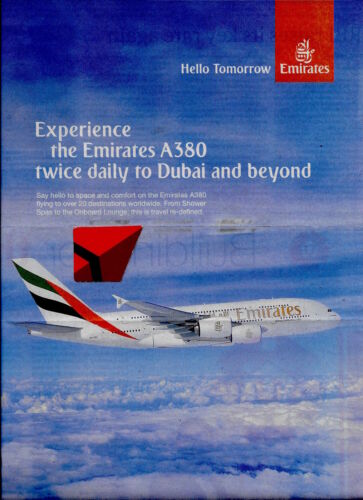 Hello Tomorrow
Emirates
Experience
the Emirates A380
twice daily to Dubai and beyond
Say hello to space and comfort on the Emirates A380
flying to over 20 destinations worldwide. From Shower
Spas to the Onboard Lounge, this is travel re-defined.
Emirates